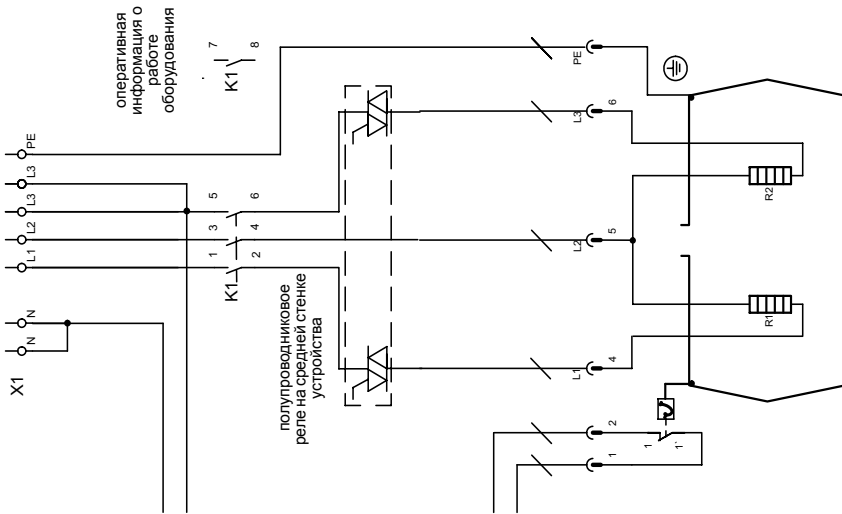 оперативная
информация о
работе
оборудования
K1
7
8
PE
L3
L3
L2
L1
N
N
X1
5
3
1
6
4
2
K1
полупроводниковое
реле на средней стенке
устройства
PE
L3
6
L2
5
L1
4
2
1
1
1'
R2
R1